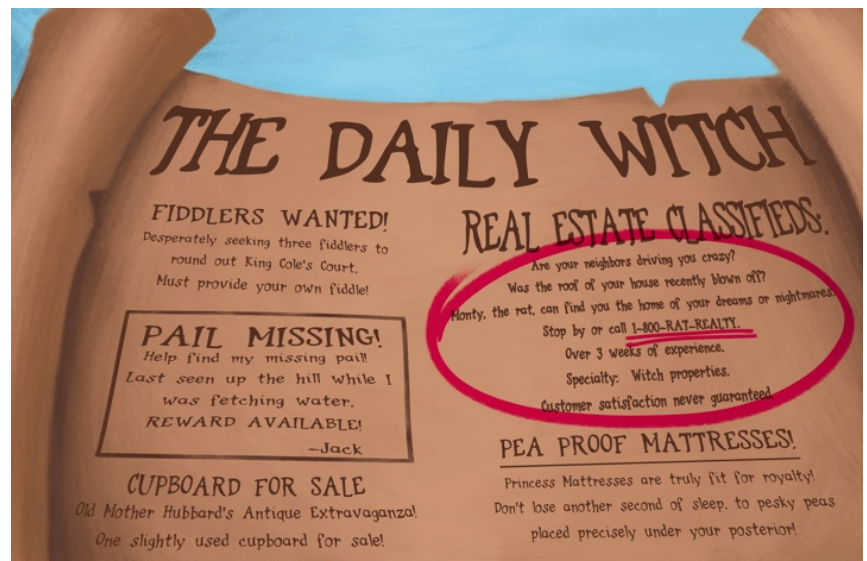 THE DAILY WITCH
FIDDLERS WANTED!
Desperately seeking three fiddlers to
round out King Cole's Court.
Must provide your own fiddle!
PAIL MISSING!
Help find my missing pail!
Last seen up the hill while I
was fetching water.
REWARD AVAILABLE!
~Jack
CUPBOARD FOR SALE
Old Mother Hubbard's Antique Extravaganza!
One slightly used cupboard for sale!
REAL ESTATE CLASSIFIEDS:
Are your neighbors driving you crazy?
Was the roof of your house recently blown off?
Monty, the rat, can find you the home of your dreams or nightmares.
Stop by or call 1-800-RAT-REALTY.
Over 3 weeks of experience.
Specialty: Witch properties.
Customer satisfaction never guaranteed.
PEA PROOF MATTRESSES!
Princess Mattresses are truly fit for royalty!
Don't lose another second of sleep, to pesky peas
placed precisely under your posterior!